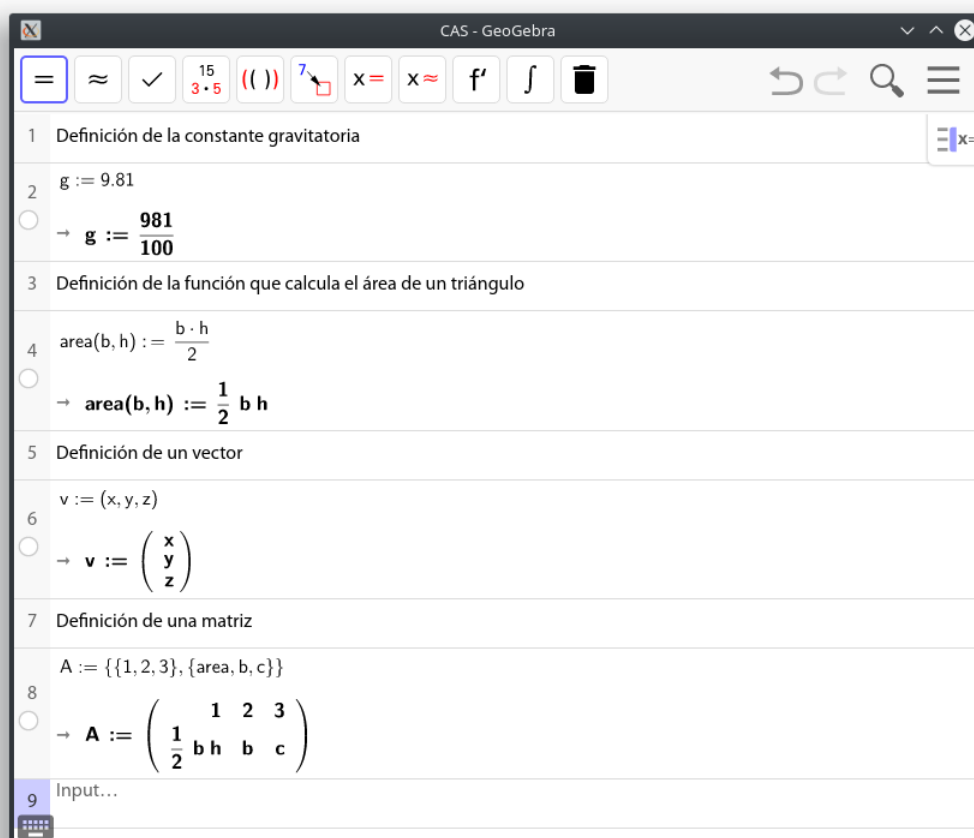 CAS - GeoGebra
= ≈ ✓ 15 3·5 (( )) 7 x = x ≈ f′ ∫
1 Definición de la constante gravitatoria
x=
2 g := 9.81
→ g := 981/100
3 Definición de la función que calcula el área de un triángulo
4 area(b, h) := b · h / 2
→ area(b, h) := 1/2 b h
5 Definición de un vector
6 v := (x, y, z)
→ v := ( x
y
z )
7 Definición de una matriz
8 A := {{1, 2, 3}, {area, b, c}}
→ A := ( 1 2 3
1/2 b h b c )
9 Input...